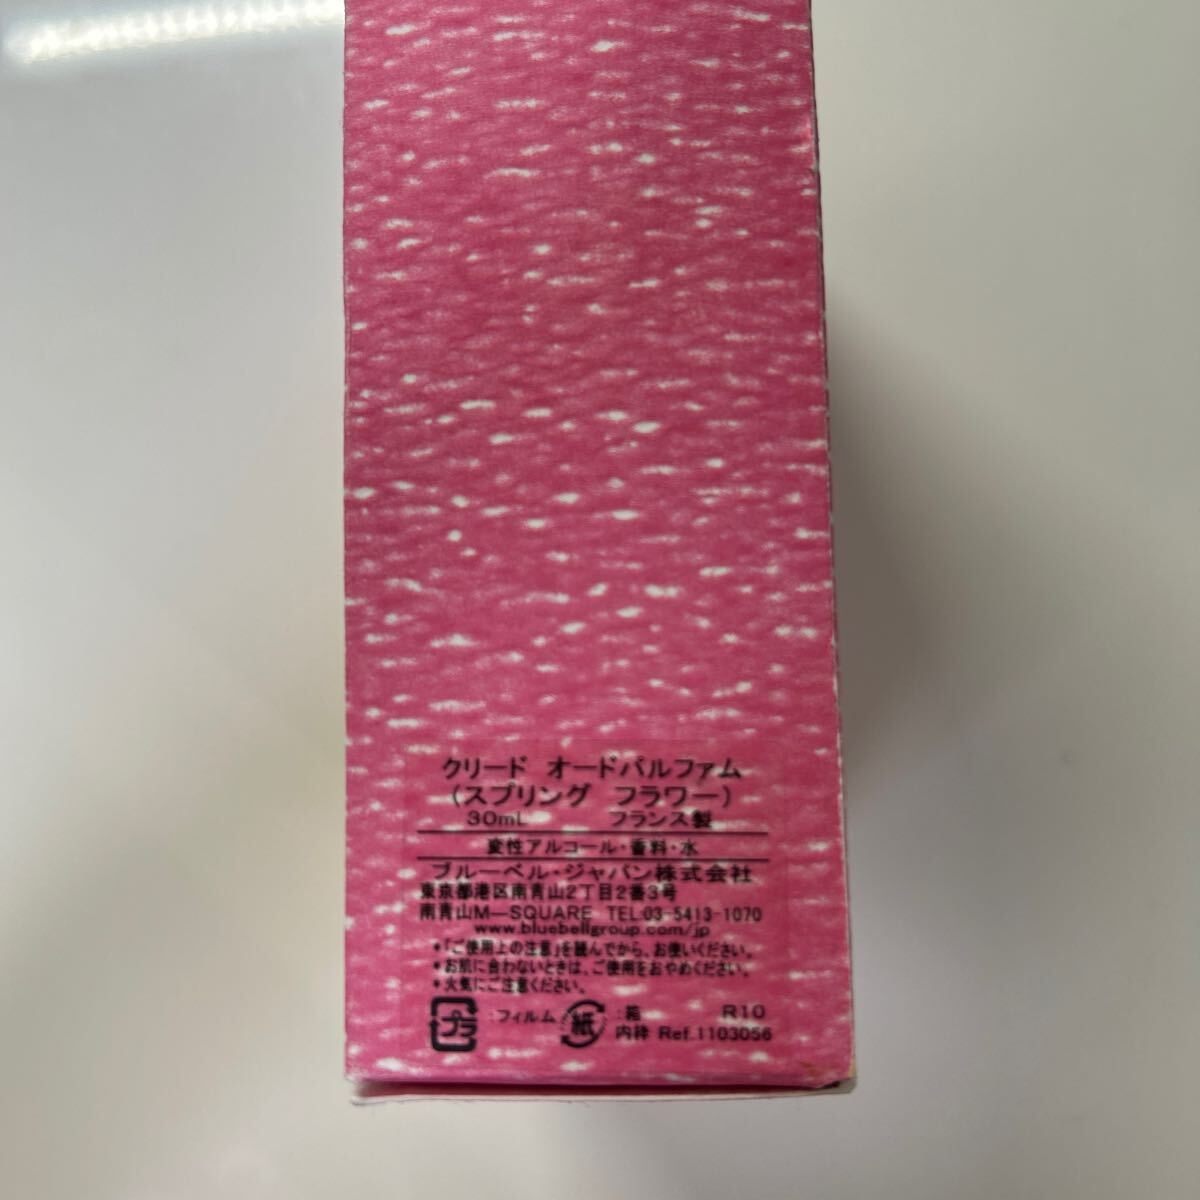 クリード オードパルファム
(スプリング フラワー)
30mL フランス製
変性アルコール・香料・水
ブルーベル・ジャパン株式会社
東京都港区南青山2丁目2番3号
南青山M—SQUARE TEL:03-5413-1070
www.bluebellgroup.com/jp
*「ご使用上の注意」を読んでから、お使いください。
*お肌に合わないときは、ご使用をおやめください。
*火気にご注意ください。
プラ :フィルム 紙 :箱 R10
内枠 Ref.1103056